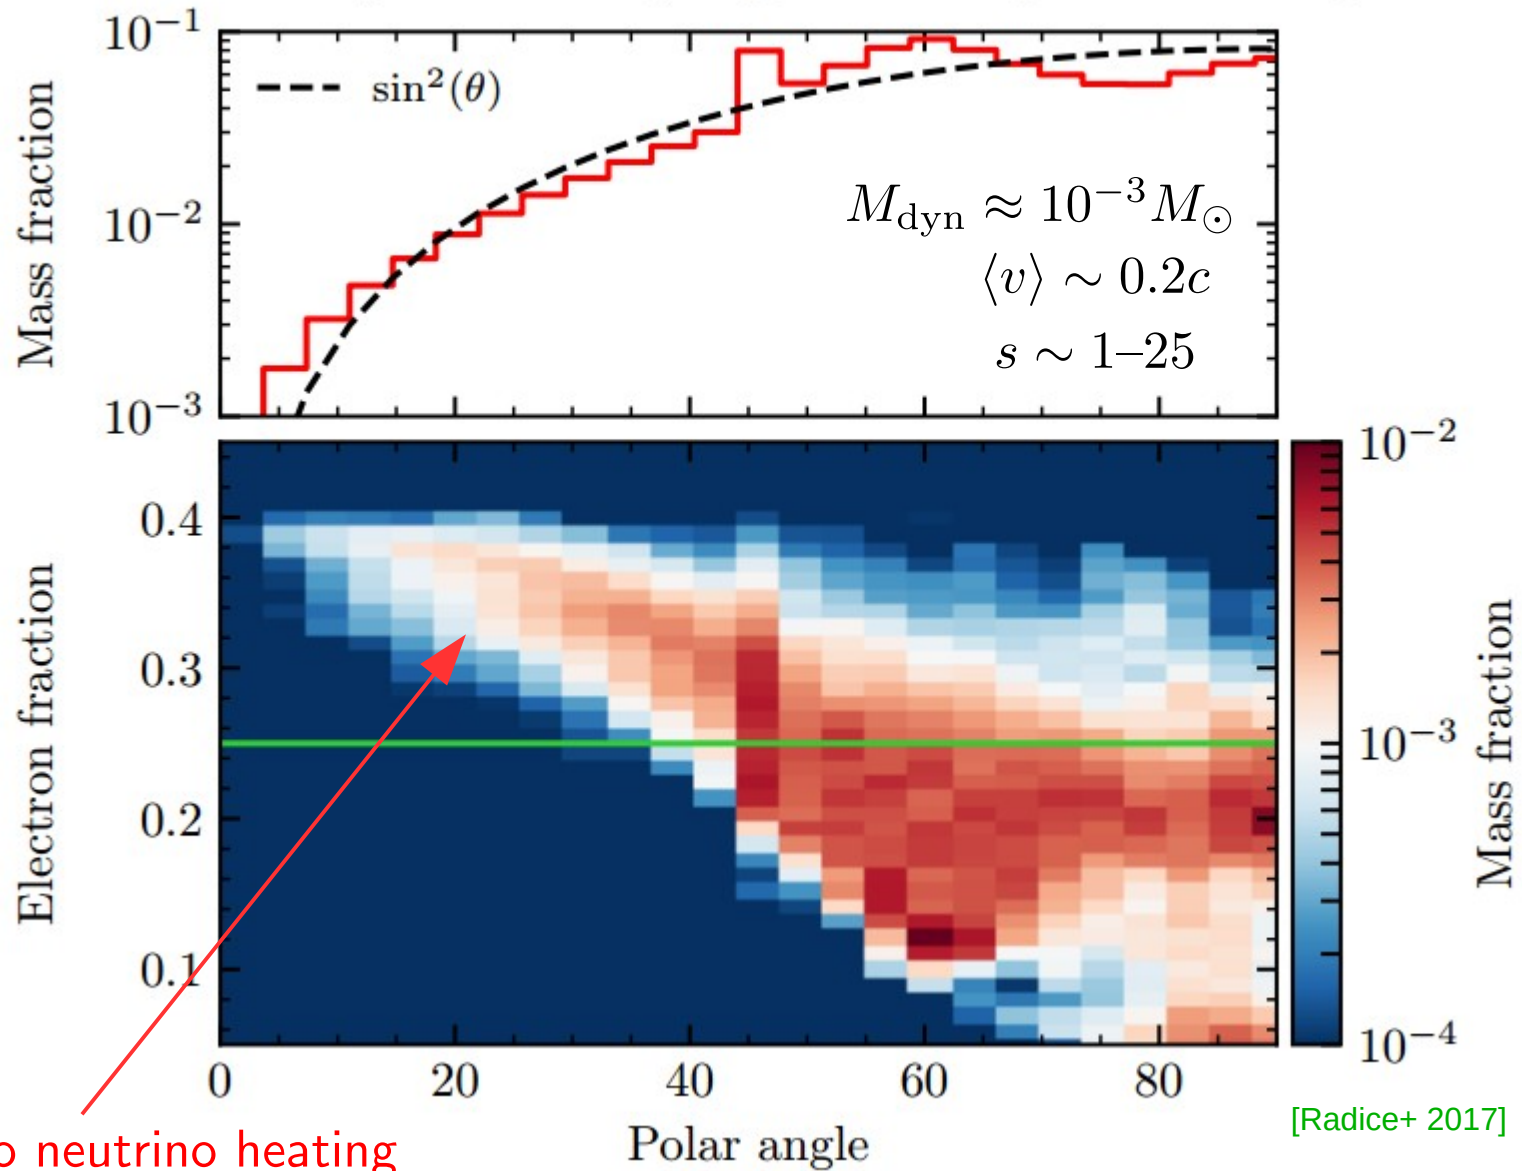 10⁻¹
10⁻²
10⁻³
Mass fraction
sin²(θ)
M_dyn ≈ 10⁻³ M_⊙
⟨v⟩ ∼ 0.2c
s ∼ 1–25
0.4
0.3
0.2
0.1
Electron fraction
0 20 40 60 80
Polar angle
10⁻²
10⁻³
10⁻⁴
Mass fraction
[Radice+ 2017]
neutrino heating